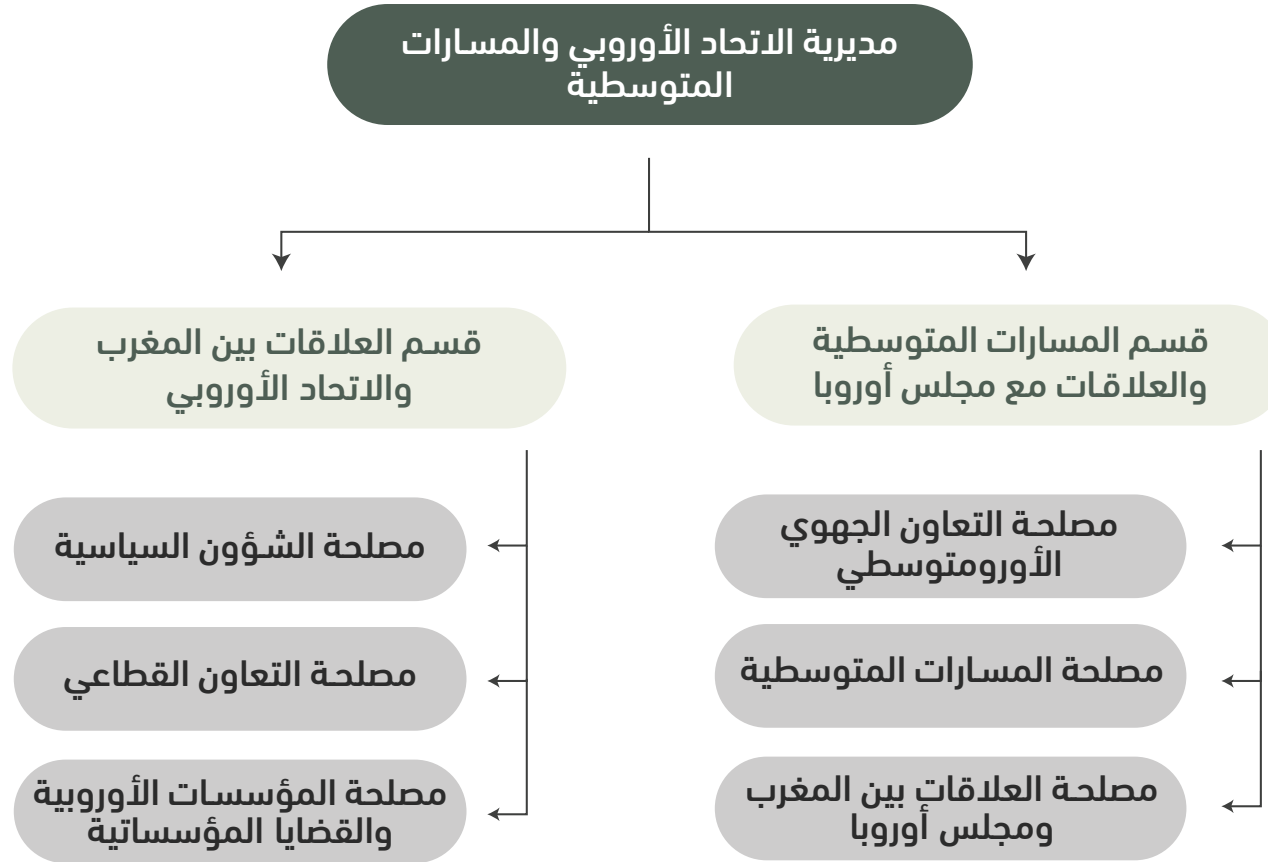 مديرية الاتحاد الأوروبي والمسارات
المتوسطية
قسم المسارات المتوسطية
والعلاقات مع مجلس أوروبا
مصلحة التعاون الجهوي
الأورومتوسطي
مصلحة المسارات المتوسطية
مصلحة العلاقات بين المغرب
ومجلس أوروبا
قسم العلاقات بين المغرب
والاتحاد الأوروبي
مصلحة الشؤون السياسية
مصلحة التعاون القطاعي
مصلحة المؤسسات الأوروبية
والقضايا المؤسساتية